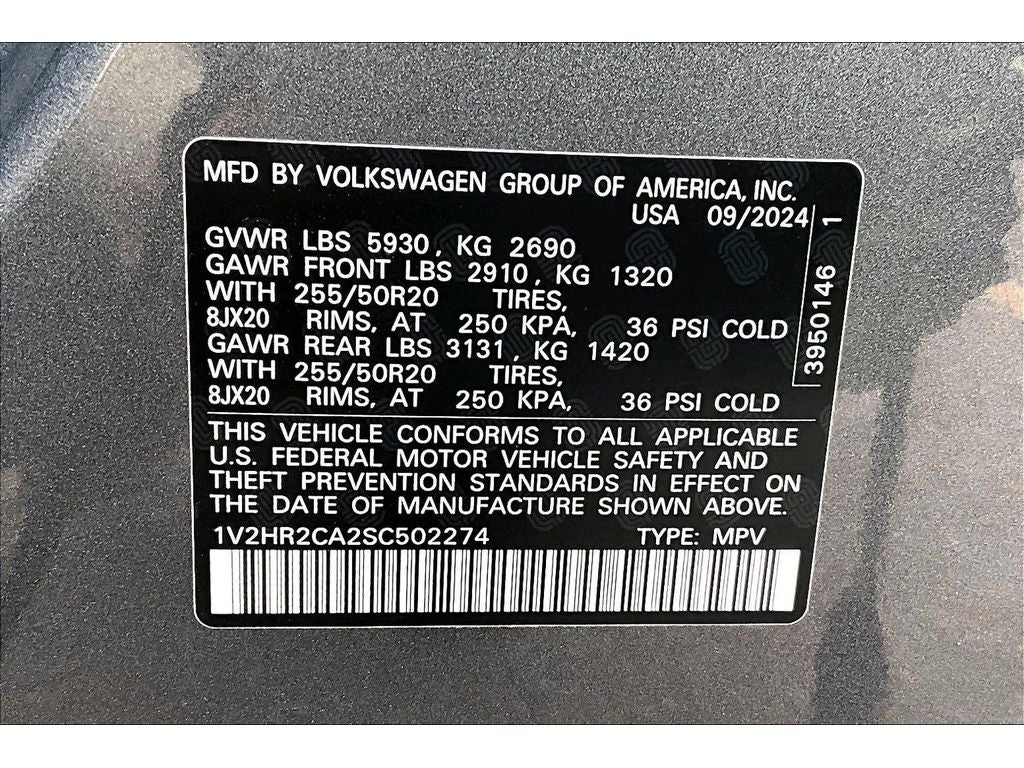 MFD BY VOLKSWAGEN GROUP OF AMERICA, INC.
USA 09/2024
GVWR LBS 5930, KG 2690
GAWR FRONT LBS 2910, KG 1320
WITH 255/50R20 TIRES,
8JX20 RIMS, AT 250 KPA, 36 PSI COLD
GAWR REAR LBS 3131, KG 1420
WITH 255/50R20 TIRES,
8JX20 RIMS, AT 250 KPA, 36 PSI COLD
3950146 1
THIS VEHICLE CONFORMS TO ALL APPLICABLE
U.S. FEDERAL MOTOR VEHICLE SAFETY AND
THEFT PREVENTION STANDARDS IN EFFECT ON
THE DATE OF MANUFACTURE SHOWN ABOVE.
1V2HR2CA2SC502274 TYPE: MPV